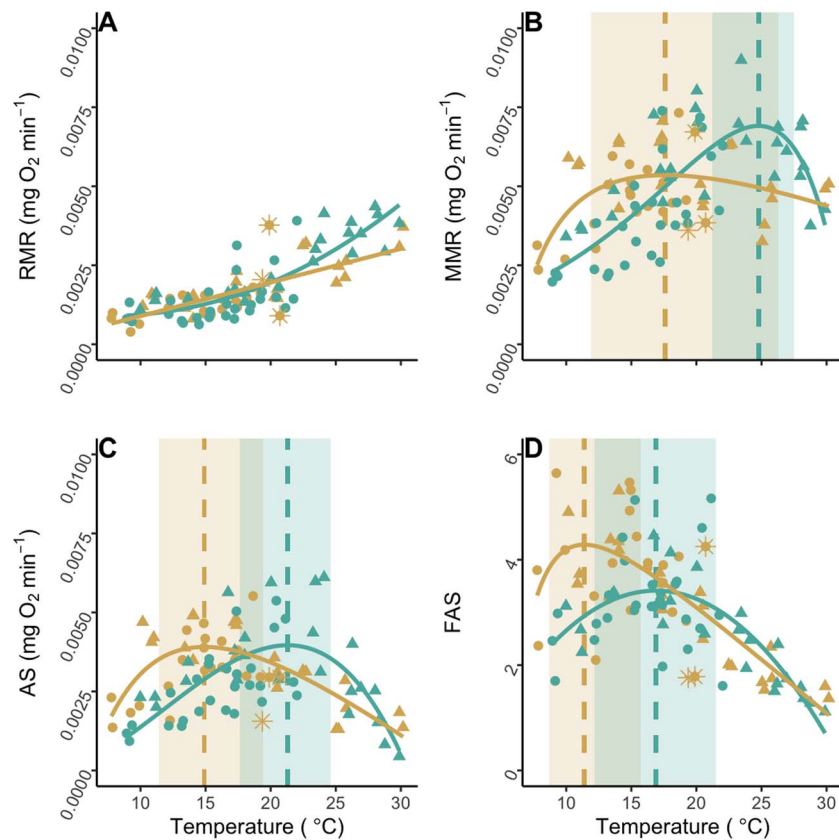 A
0.0100
0.0075
0.0050
0.0025
0.0000
RMR (mg O₂ min⁻¹)
B
0.0100
0.0075
0.0050
0.0025
0.0000
MMR (mg O₂ min⁻¹)
C
0.0100
0.0075
0.0050
0.0025
0.0000
AS (mg O₂ min⁻¹)
10 15 20 25 30
Temperature ( °C)
D
6
4
2
0
FAS
10 15 20 25 30
Temperature ( °C)